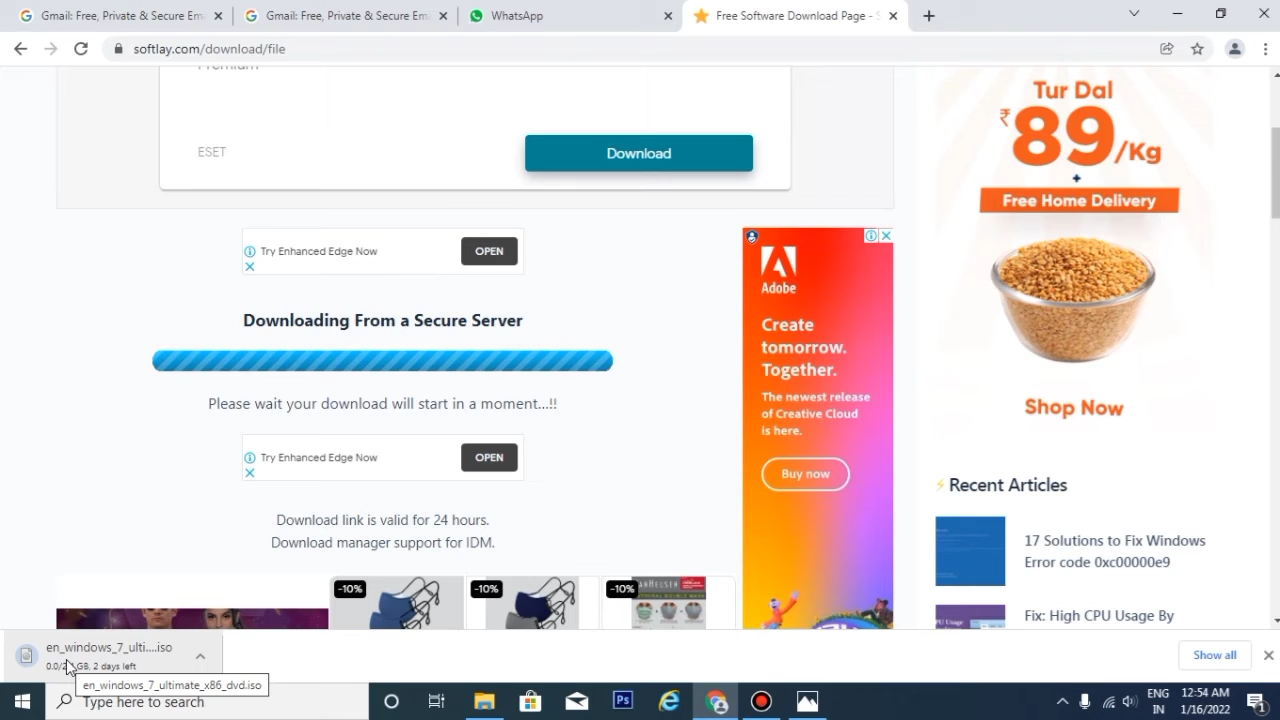 Gmail: Free, Private & Secure Em
Gmail: Free, Private & Secure Em
WhatsApp
Free Software Download Page - S
softlay.com/download/file
Premium
ESET
Download
Try Enhanced Edge Now
OPEN
Downloading From a Secure Server
Please wait your download will start in a moment...!!
Try Enhanced Edge Now
OPEN
Download link is valid for 24 hours.
Download manager support for IDM.
-10%
-10%
-10%
Adobe
Create
tomorrow.
Together.
The newest release
of Creative Cloud
is here.
Buy now
Tur Dal
₹89/Kg
+
Free Home Delivery
Shop Now
⚡Recent Articles
17 Solutions to Fix Windows
Error code 0xc00000e9
Fix: High CPU Usage By
en_windows_7_ulti....iso
GB, 2 days left
en_windows_7_ultimate_x86_dvd.iso
Show all
Type here to search
Ps
ENG
IN
12:54 AM
1/16/2022
1